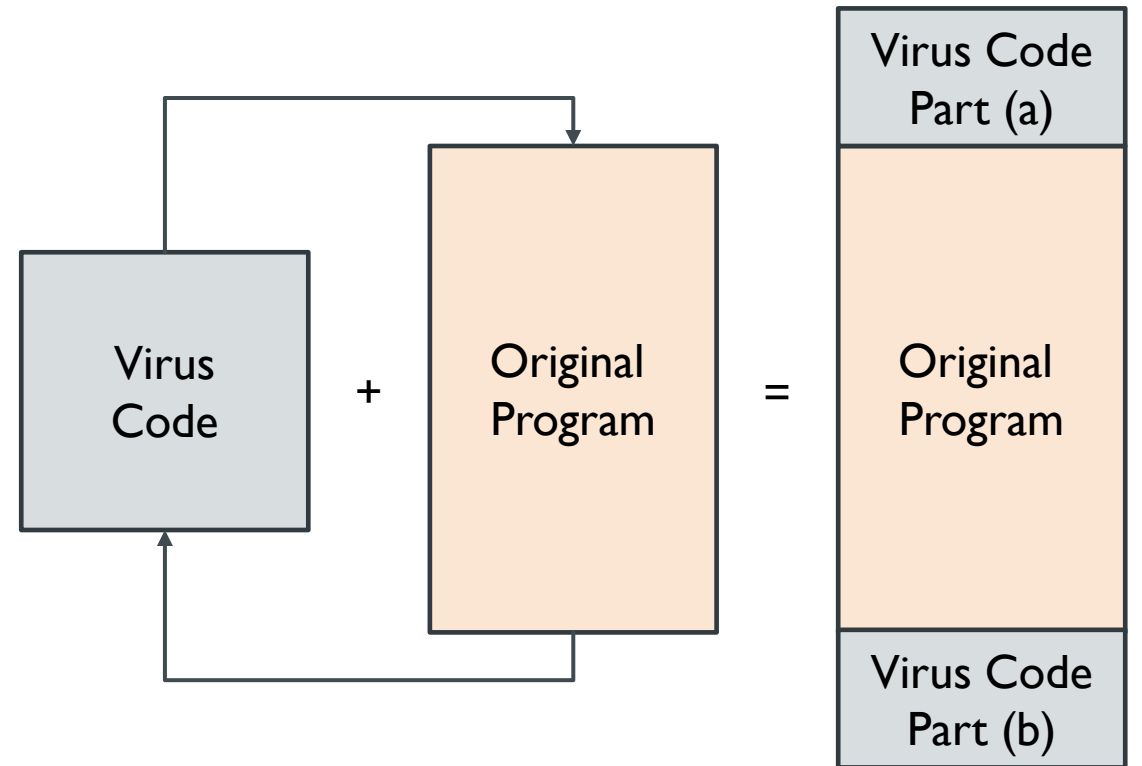 Virus
Code
+
Original
Program
=
Virus Code
Part (a)
Original
Program
Virus Code
Part (b)